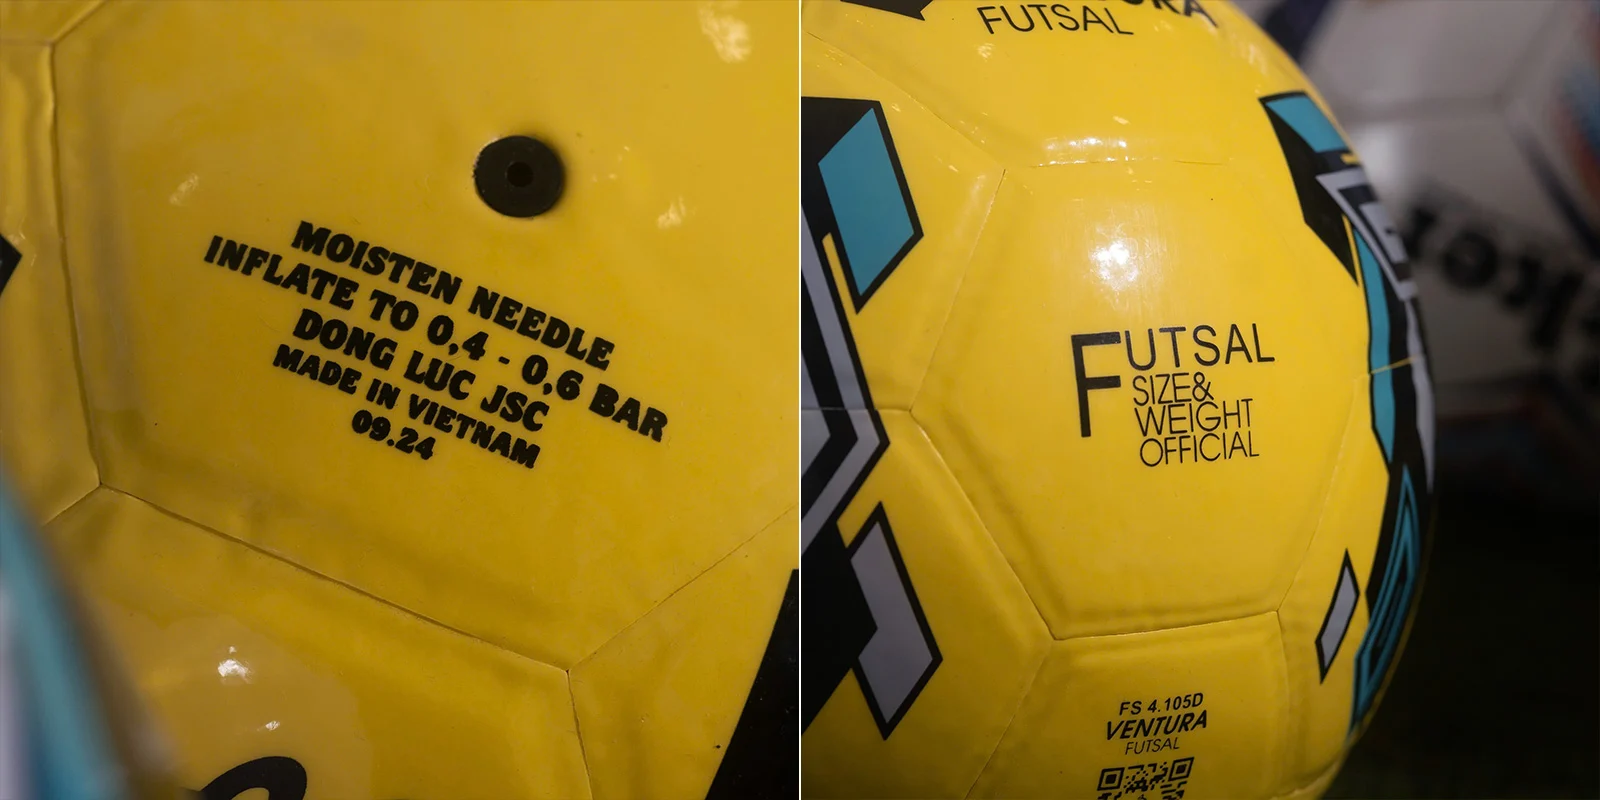 MOISTEN NEEDLE
INFLATE TO 0,4 - 0,6 BAR
DONG LUC JSC
MADE IN VIETNAM
09.24
FUTSAL
FUTSAL
SIZE&
WEIGHT
OFFICIAL
FS 4.105D
VENTURA
FUTSAL